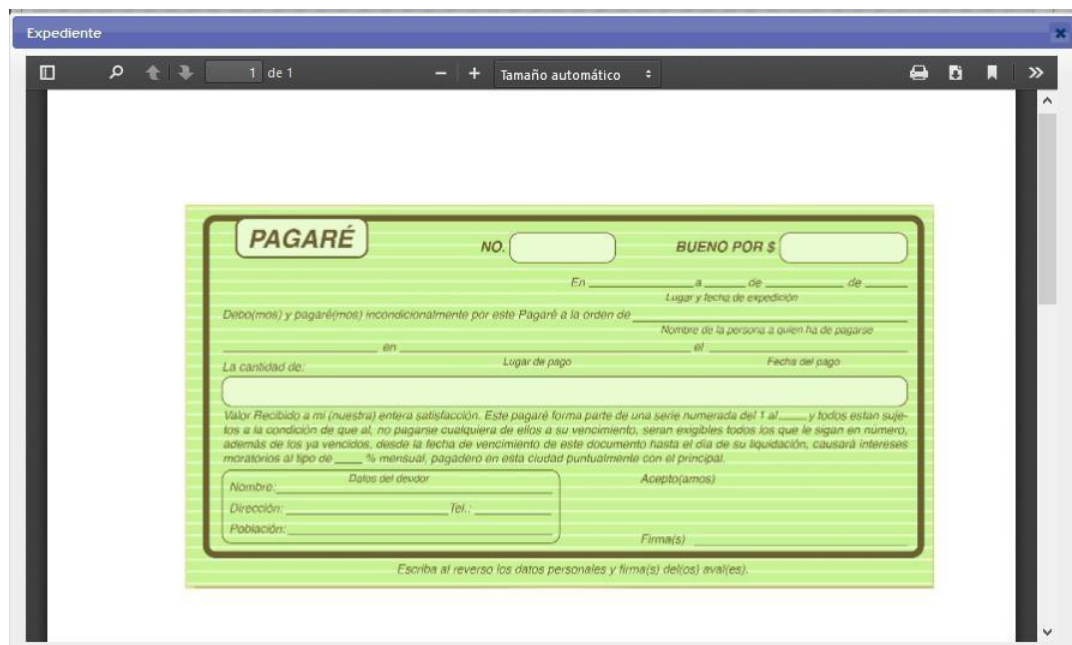 Expediente
1 de 1
Tamaño automático
PAGARÉ
NO.
BUENO POR $
En a de de
Lugar y fecha de expedición
Debo(mos) y pagaré(mos) incondicionalmente por este Pagaré a la orden de
Nombre de la persona a quien ha de pagarse
en el
Lugar de pago Fecha del pago
La cantidad de:
Valor Recibido a mi (nuestra) entera satisfacción. Este pagaré forma parte de una serie numerada del 1 al y todos estan suje-
tos a la condición de que al, no pagarse cualquiera de ellos a su vencimiento, seran exigibles todos los que le sigan en número,
además de los ya vencidos, desde la fecha de vencimiento de este documento hasta el día de su liquidación, causará intereses
moratorios al tipo de % mensual, pagadero en esta ciudad puntualmente con el principal.
Datos del deudor
Nombre:
Dirección: Tel.:
Población:
Acepto(amos)
Firma(s)
Escriba al reverso los datos personales y firma(s) del(os) aval(es).